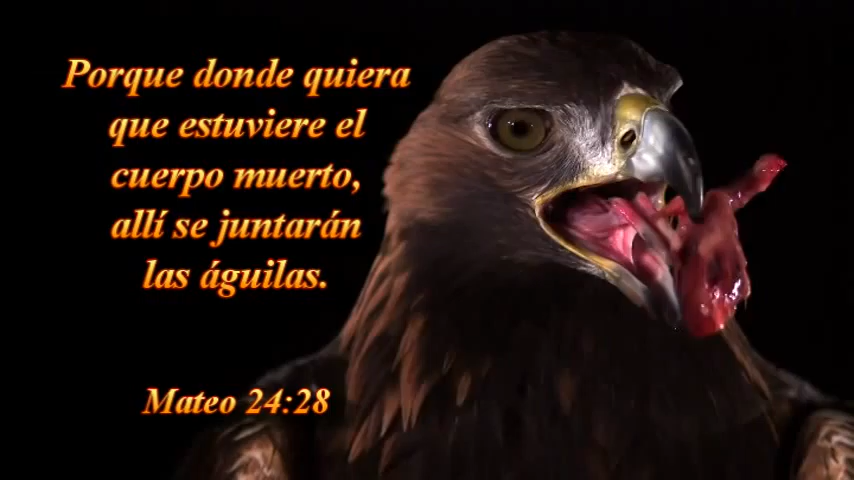 Porque donde quiera
que estuviere el
cuerpo muerto,
allí se juntarán
las águilas.
Mateo 24:28